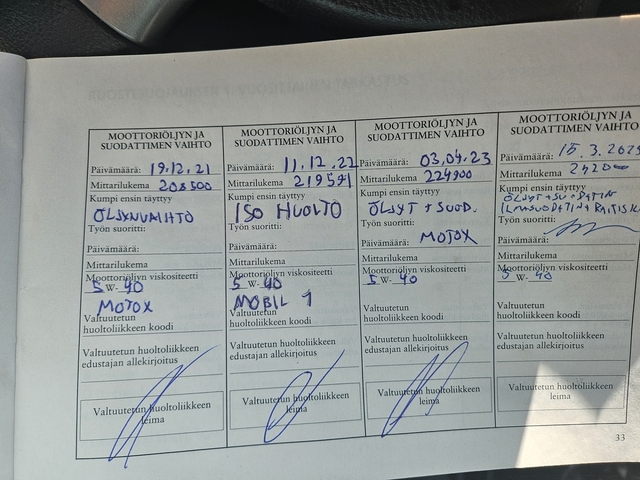 MOOTTORIÖLJYN JA
SUODATTIMEN VAIHTO
Päivämäärä: 19.12.21
Mittarilukema 208500
Kumpi ensin täyttyy
ÖLJYNVAIHTO
Työn suoritti:
Päivämäärä:
Mittarilukema
Moottoriöljyn viskositeetti
5 W- 40
MOTOX
Valtuutetun
huoltoliikkeen koodi
Valtuutetun huoltoliikkeen
edustajan allekirjoitus
Valtuutetun huoltoliikkeen
leima
MOOTTORIÖLJYN JA
SUODATTIMEN VAIHTO
Päivämäärä: 11.12.22
Mittarilukema 219591
Kumpi ensin täyttyy
ISO HUOLTO
Työn suoritti:
Päivämäärä:
Mittarilukema
Moottoriöljyn viskositeetti
5 W- 40
MOBIL 1
Valtuutetun
huoltoliikkeen koodi
Valtuutetun huoltoliikkeen
edustajan allekirjoitus
Valtuutetun huoltoliikkeen
leima
MOOTTORIÖLJYN JA
SUODATTIMEN VAIHTO
Päivämäärä: 03.04.23
Mittarilukema 224900
Kumpi ensin täyttyy
ÖLJYT + SUOD.
Työn suoritti:
Päivämäärä: MOTOX
Mittarilukema
Moottoriöljyn viskositeetti
5 W- 40
Valtuutetun
huoltoliikkeen koodi
Valtuutetun huoltoliikkeen
edustajan allekirjoitus
Valtuutetun huoltoliikkeen
leima
MOOTTORIÖLJYN JA
SUODATTIMEN VAIHTO
Päivämäärä: 15.3.2025
Mittarilukema 242000
Kumpi ensin täyttyy
ÖLJYT + SUODATIN
ILMASUODATIN + RAITISIL
Työn suoritti:
Päivämäärä:
Mittarilukema
Moottoriöljyn viskositeetti
5 W- 40
Valtuutetun
huoltoliikkeen koodi
Valtuutetun huoltoliikkeen
edustajan allekirjoitus
Valtuutetun huoltoliikkeen
leima
33